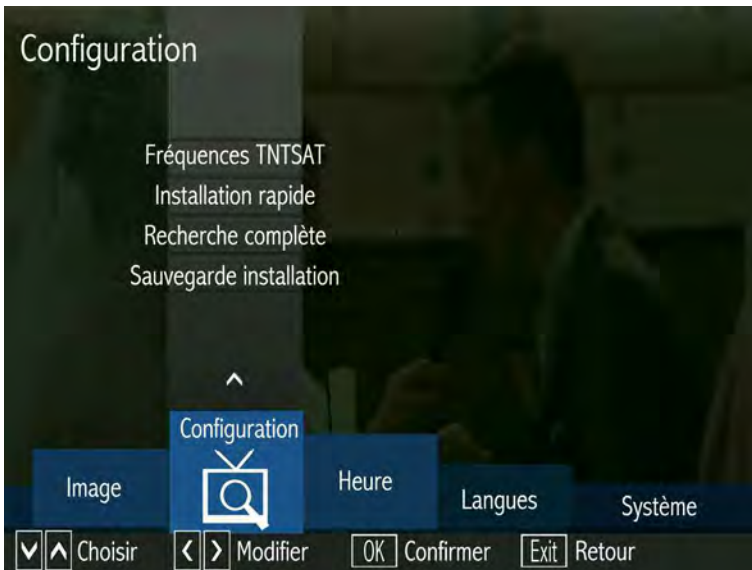 Configuration
Fréquences TNTSAT
Installation rapide
Recherche complète
Sauvegarde installation
Configuration
Image
Heure
Langues
Système
Choisir Modifier OK Confirmer Exit Retour